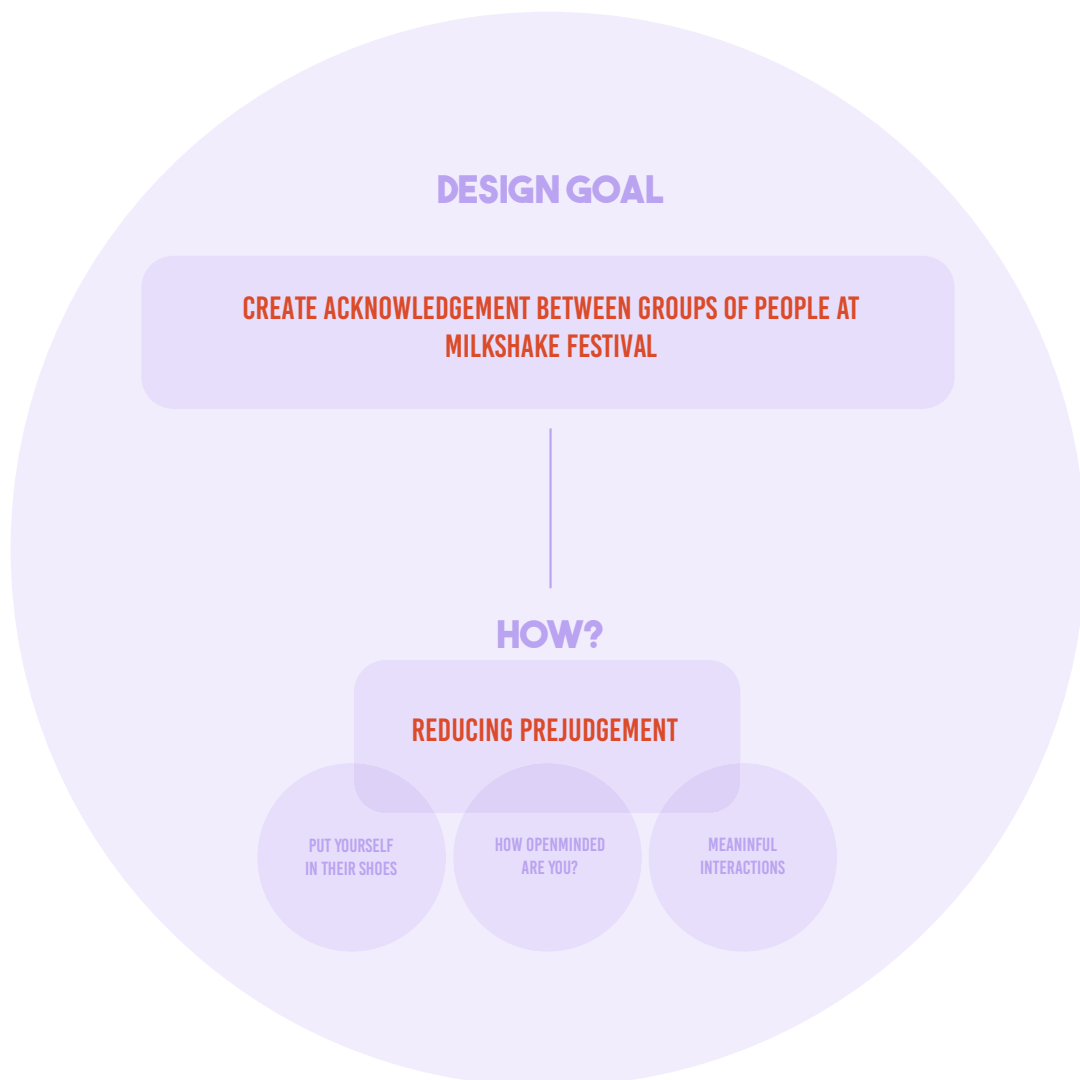 DESIGN GOAL
CREATE ACKNOWLEDGEMENT BETWEEN GROUPS OF PEOPLE AT
MILKSHAKE FESTIVAL
HOW?
REDUCING PREJUDGEMENT
PUT YOURSELF
IN THEIR SHOES
HOW OPENMINDED
ARE YOU?
MEANINFUL
INTERACTIONS